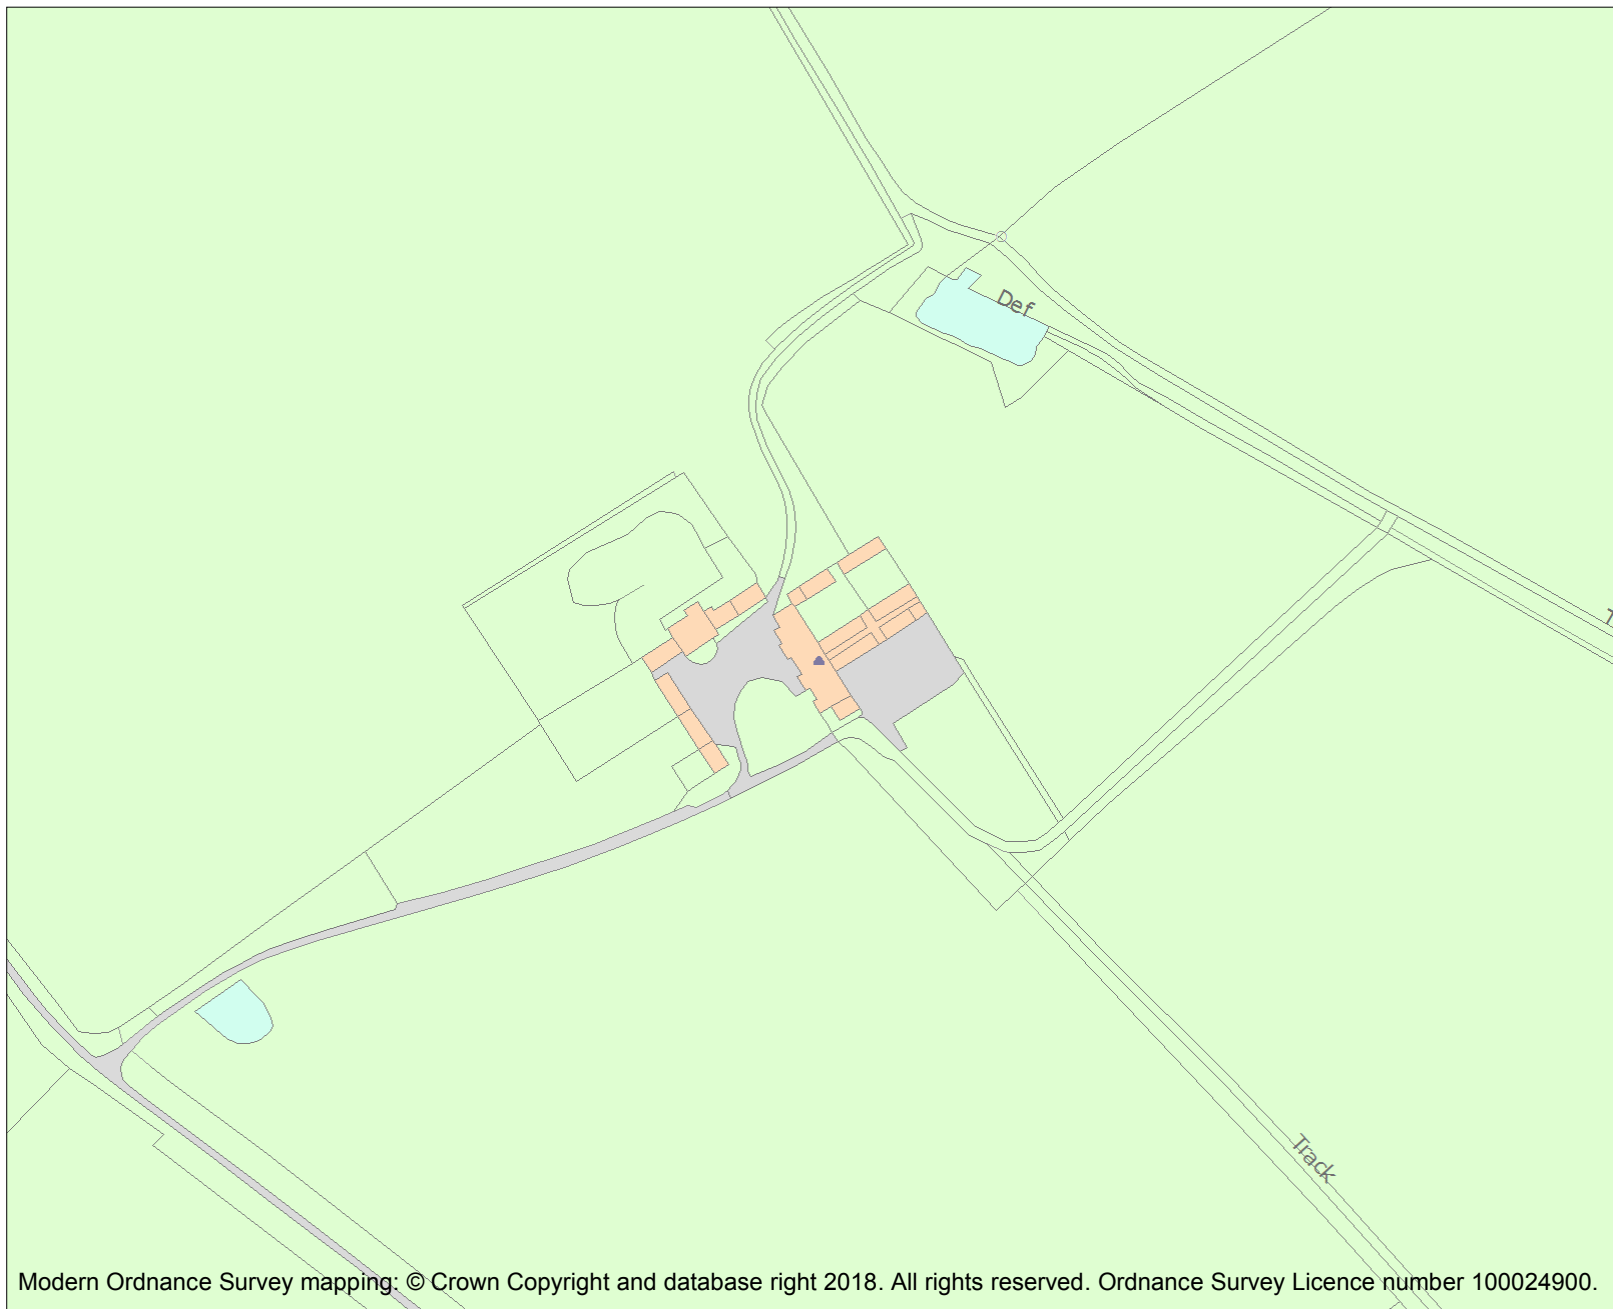 Def
Track
Modern Ordnance Survey mapping: © Crown Copyright and database right 2018. All rights reserved. Ordnance Survey Licence number 100024900.